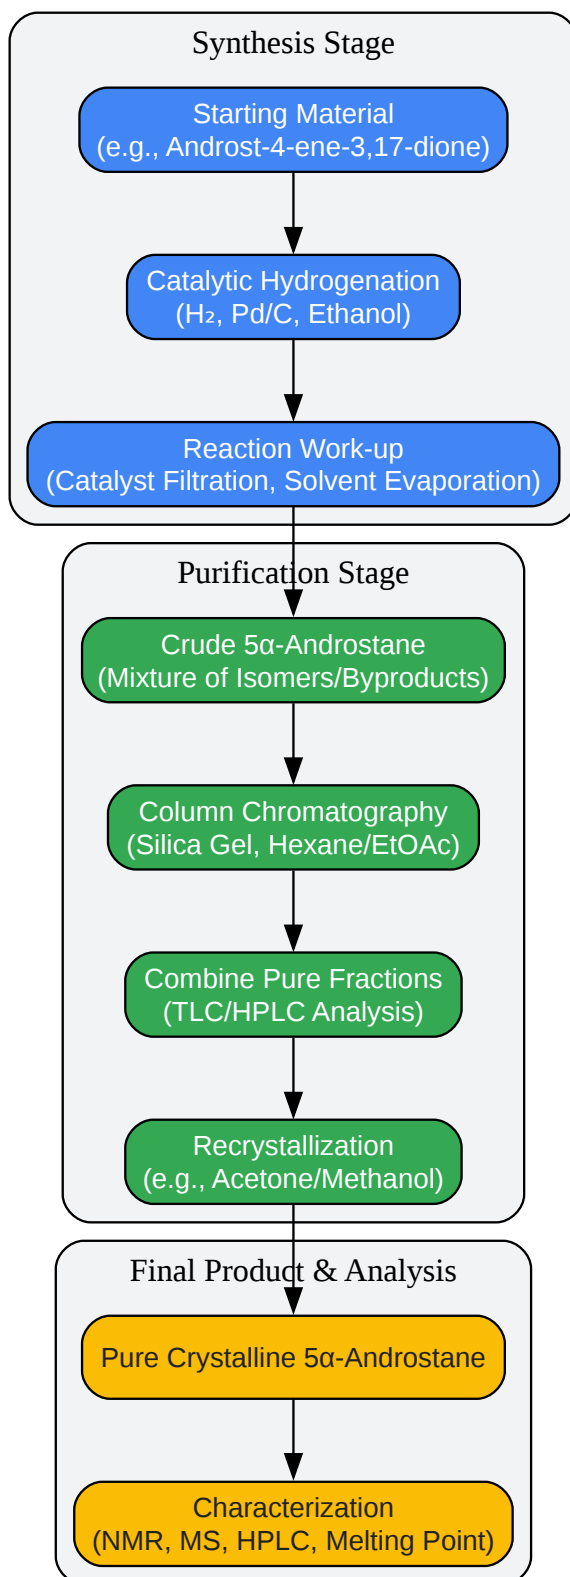 Synthesis Stage
Starting Material
(e.g., Androst-4-ene-3,17-dione)
Catalytic Hydrogenation
(H₂, Pd/C, Ethanol)
Reaction Work-up
(Catalyst Filtration, Solvent Evaporation)
Purification Stage
Crude 5α-Androstane
(Mixture of Isomers/Byproducts)
Column Chromatography
(Silica Gel, Hexane/EtOAc)
Combine Pure Fractions
(TLC/HPLC Analysis)
Recrystallization
(e.g., Acetone/Methanol)
Final Product & Analysis
Pure Crystalline 5α-Androstane
Characterization
(NMR, MS, HPLC, Melting Point)